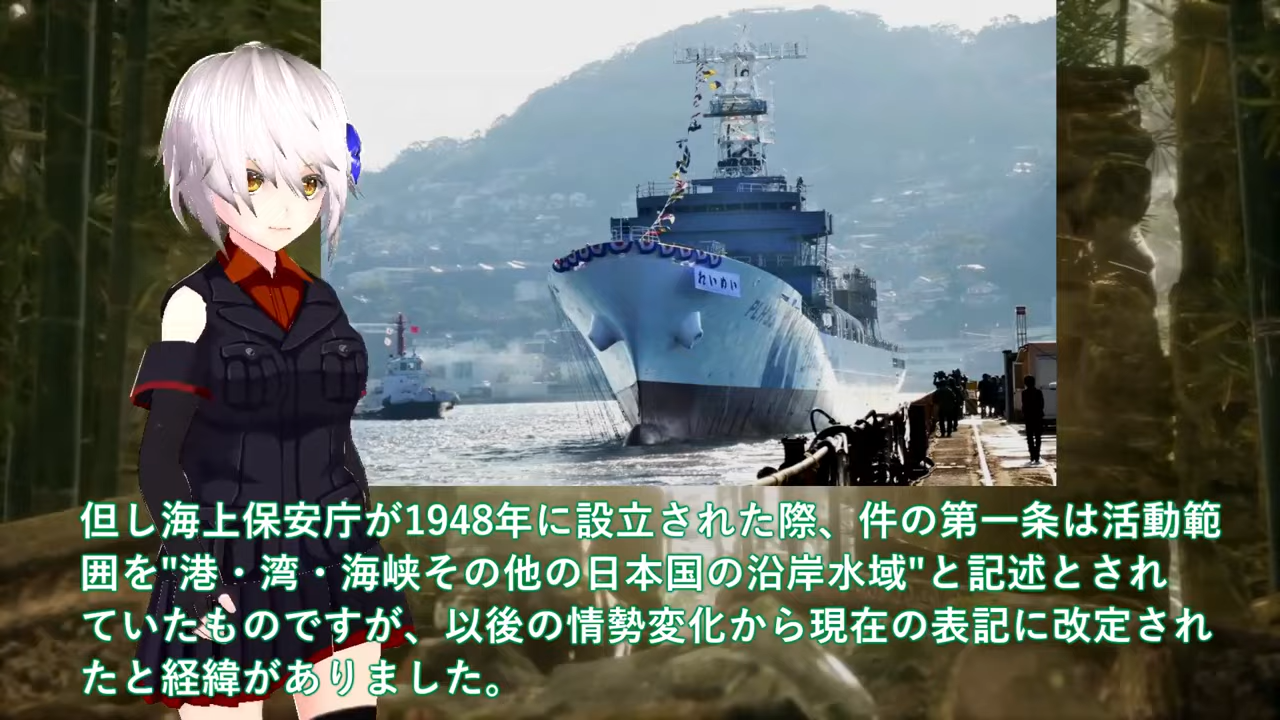 れいめい
但し海上保安庁が1948年に設立された際、件の第一条は活動範
囲を"港・湾・海峡その他の日本国の沿岸水域"と記述とされ
ていたものですが、以後の情勢変化から現在の表記に改定され
たと経緯がありました。